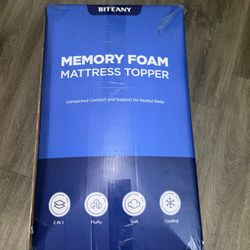 BITEANY
MEMORY FOAM
MATTRESS TOPPER
Unmatched Comfort and Support for Restful Sleep
2 IN 1 Fluffy Soft Cooling